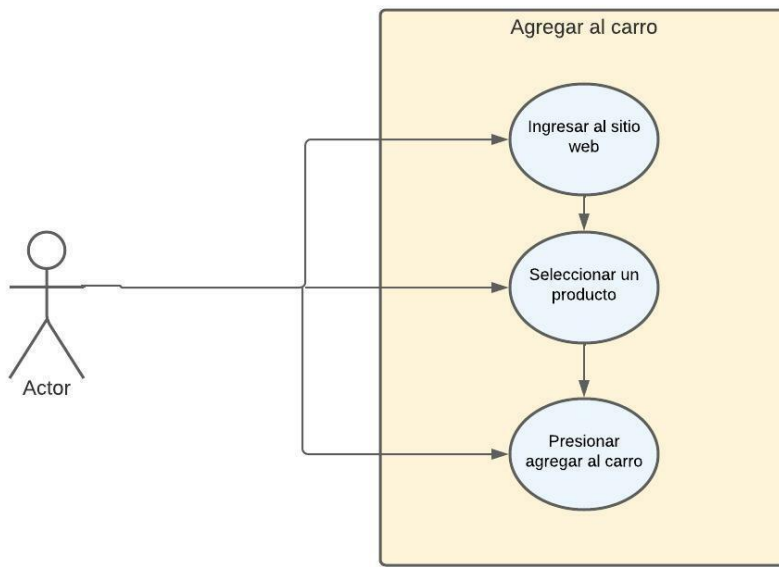 Agregar al carro
Ingresar al sitio
web
Seleccionar un
producto
Actor
Presionar
agregar al carro